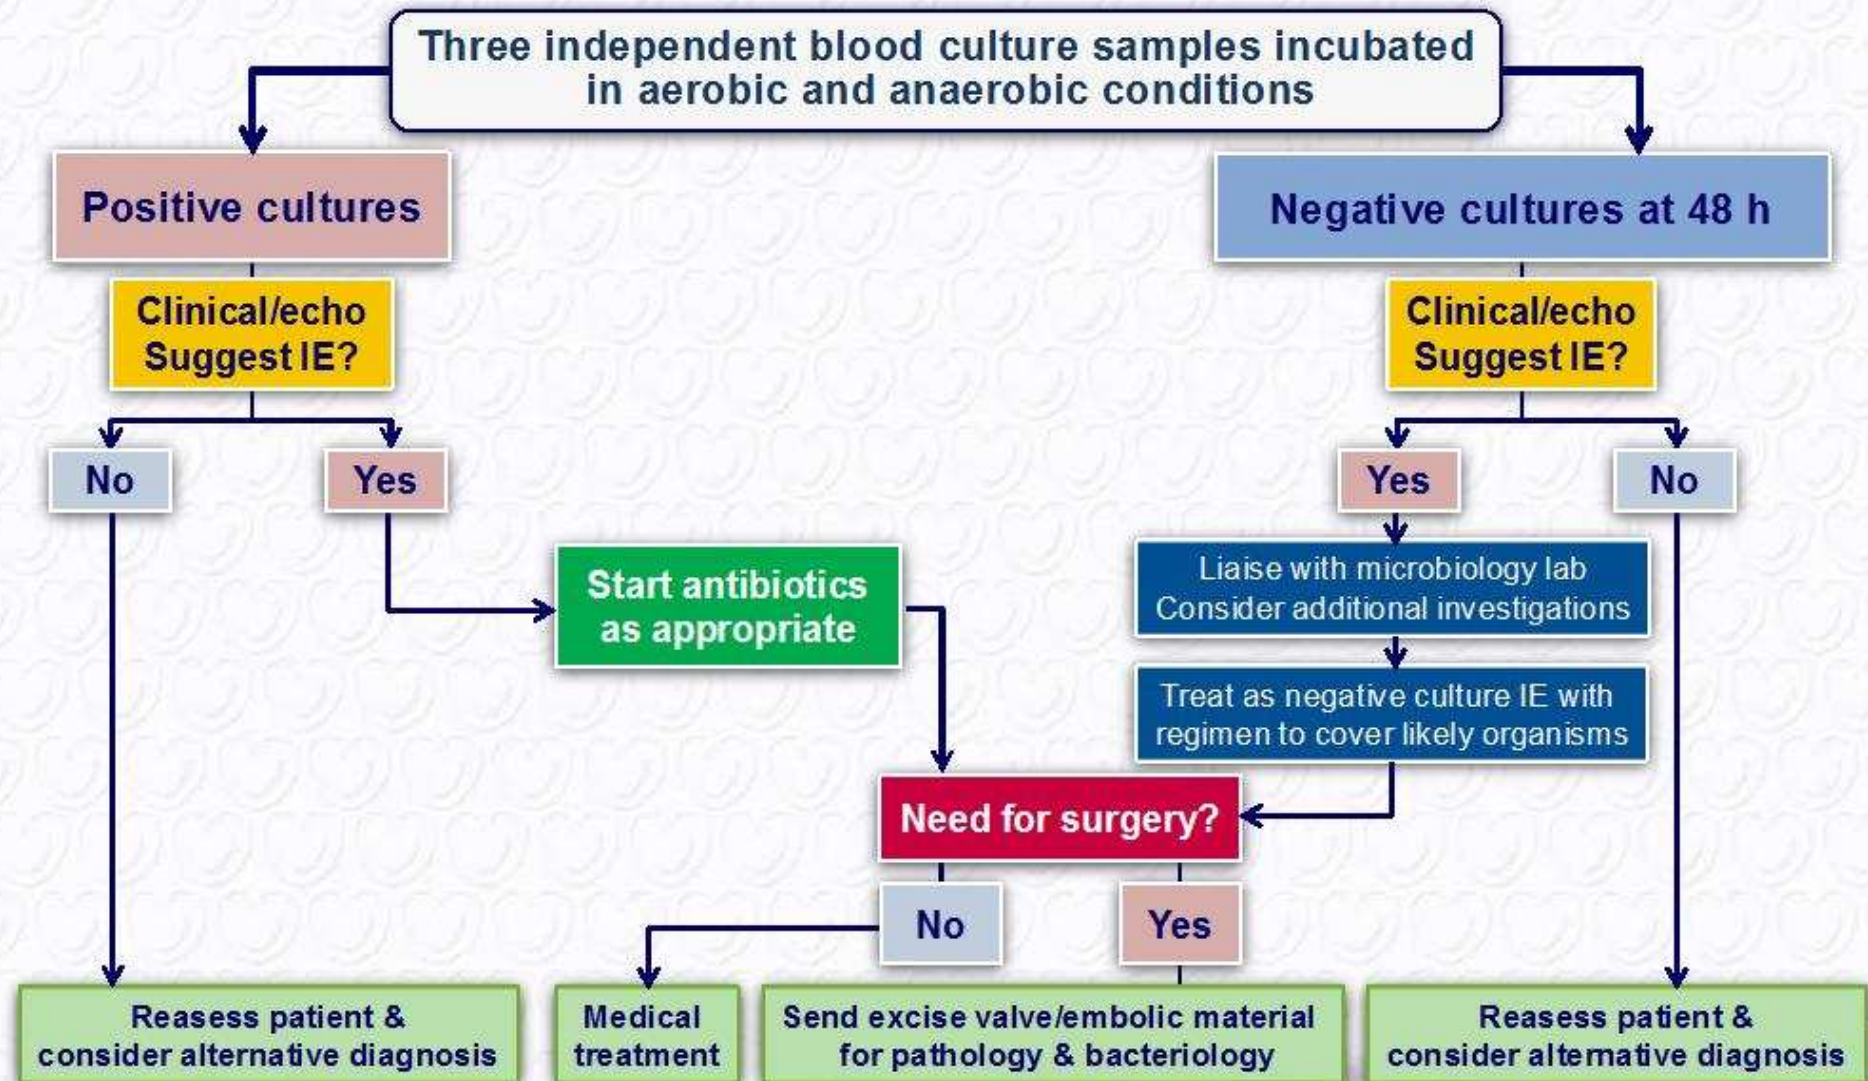 Three independent blood culture samples incubated
in aerobic and anaerobic conditions
Positive cultures
Negative cultures at 48 h
Clinical/echo
Suggest IE?
Clinical/echo
Suggest IE?
No
Yes
Yes
No
Start antibiotics
as appropriate
Liaise with microbiology lab
Consider additional investigations
Treat as negative culture IE with
regimen to cover likely organisms
Need for surgery?
No
Yes
Reasess patient &
consider alternative diagnosis
Medical
treatment
Send excise valve/embolic material
for pathology & bacteriology
Reasess patient &
consider alternative diagnosis